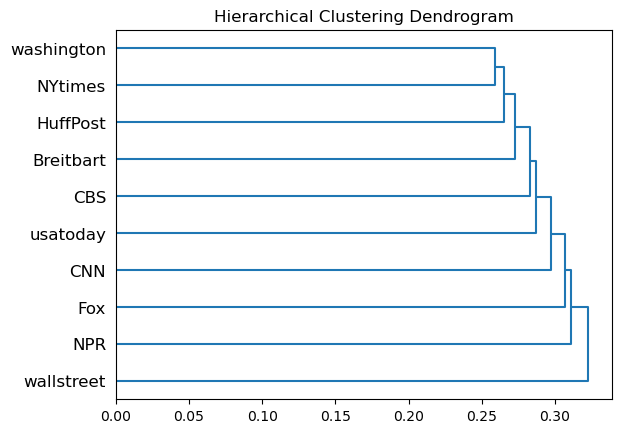 Hierarchical Clustering Dendrogram
washington
NYtimes
HuffPost
Breitbart
CBS
usatoday
CNN
Fox
NPR
wallstreet
0.00 0.05 0.10 0.15 0.20 0.25 0.30